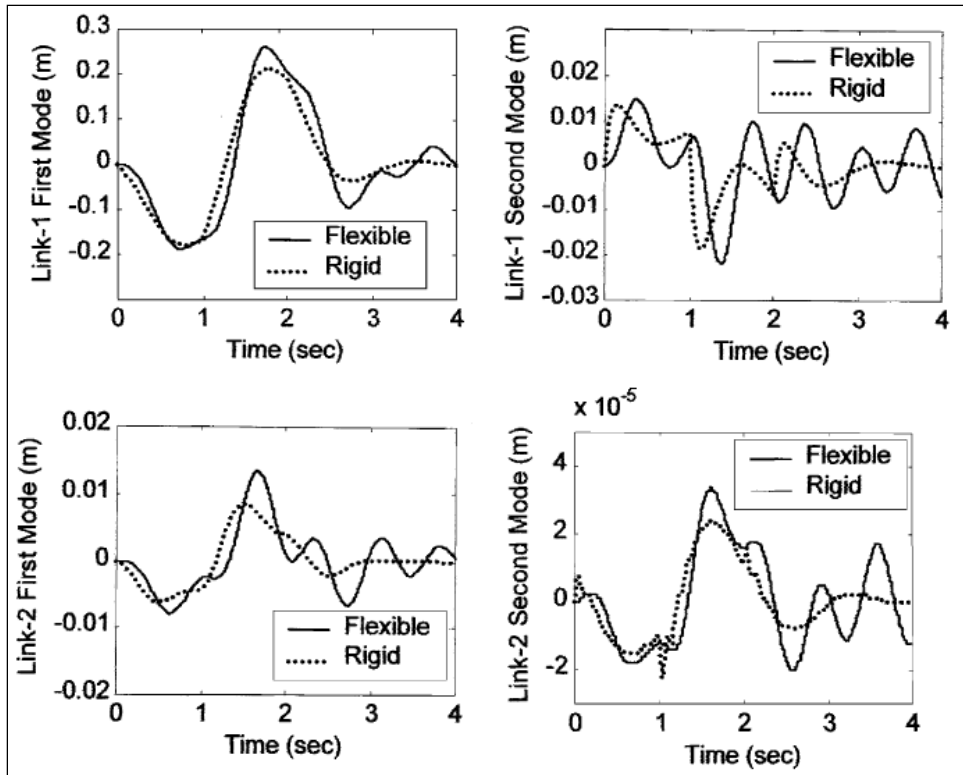 0.3
0.2
0.1
0
-0.1
-0.2
Link-1 First Mode (m)
Flexible
Rigid
0 1 2 3 4
Time (sec)
0.03
0.02
0.01
0
-0.01
-0.02
-0.03
Link-1 Second Mode (m)
Flexible
Rigid
0 1 2 3 4
Time (sec)
0.02
0.01
0
-0.01
-0.02
Link-2 First Mode (m)
Flexible
Rigid
0 1 2 3 4
Time (sec)
x 10⁻⁵
4
2
0
-2
Link-2 Second Mode (m)
Flexible
Rigid
0 1 2 3 4
Time (sec)